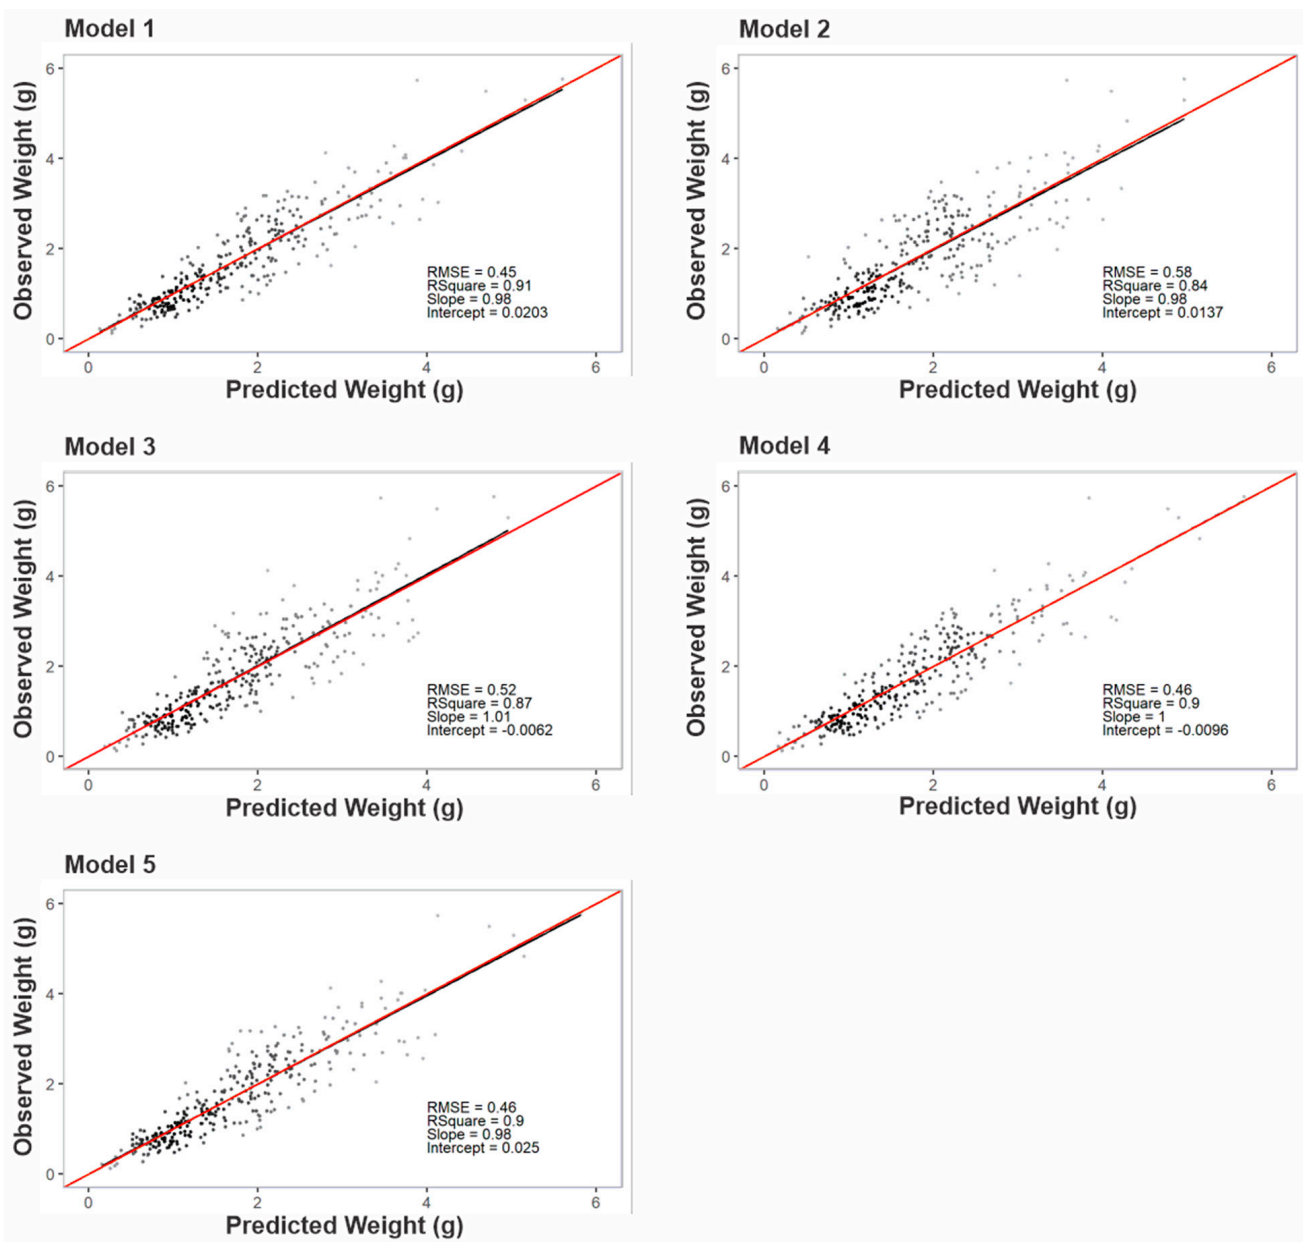 Model 1
6
4
2
0
Observed Weight (g)
RMSE = 0.45
RSquare = 0.91
Slope = 0.98
Intercept = 0.0203
0 2 4 6
Predicted Weight (g)
Model 2
6
4
2
0
Observed Weight (g)
RMSE = 0.58
RSquare = 0.84
Slope = 0.98
Intercept = 0.0137
0 2 4 6
Predicted Weight (g)
Model 3
6
4
2
0
Observed Weight (g)
RMSE = 0.52
RSquare = 0.87
Slope = 1.01
Intercept = -0.0062
0 2 4 6
Predicted Weight (g)
Model 4
6
4
2
0
Observed Weight (g)
RMSE = 0.46
RSquare = 0.9
Slope = 1
Intercept = -0.0096
0 2 4 6
Predicted Weight (g)
Model 5
6
4
2
0
Observed Weight (g)
RMSE = 0.46
RSquare = 0.9
Slope = 0.98
Intercept = 0.025
0 2 4 6
Predicted Weight (g)